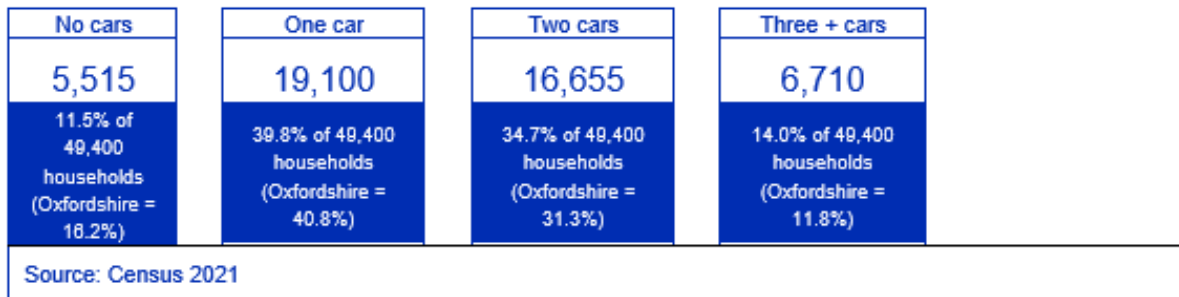 No cars
5,515
11.5% of
49,400
households
(Oxfordshire =
16.2%)
One car
19,100
39.8% of 49,400
households
(Oxfordshire =
40.8%)
Two cars
16,655
34.7% of 49,400
households
(Oxfordshire =
31.3%)
Three + cars
6,710
14.0% of 49,400
households
(Oxfordshire =
11.8%)
Source: Census 2021